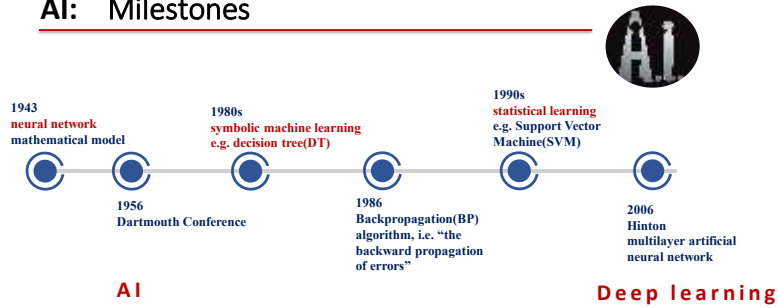 AI: Milestones
A.i.
1943
neural network
mathematical model
1956
Dartmouth Conference
1980s
symbolic machine learning
e.g. decision tree(DT)
1986
Backpropagation(BP)
algorithm, i.e. “the
backward propagation
of errors”
1990s
statistical learning
e.g. Support Vector
Machine(SVM)
2006
Hinton
multilayer artificial
neural network
AI
Deep learning